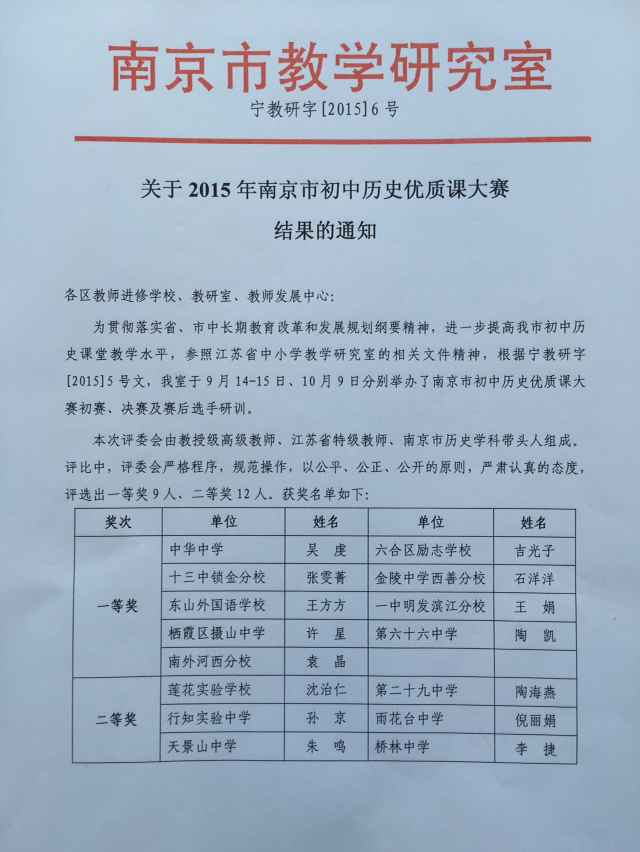 南京市教学研究室
宁教研字[2015]6 号
关于 2015 年南京市初中历史优质课大赛
结果的通知
各区教师进修学校、教研室、教师发展中心：
为贯彻落实省、市中长期教育改革和发展规划纲要精神，进一步提高我市初中历
史课堂教学水平，参照江苏省中小学教学研究室的相关文件精神，根据宁教研字
[2015]5 号文，我室于 9 月 14-15 日、10 月 9 日分别举办了南京市初中历史优质课大
赛初赛、决赛及赛后选手研训。
本次评委会由教授级高级教师、江苏省特级教师、南京市历史学科带头人组成。
评比中，评委会严格程序，规范操作，以公平、公正、公开的原则，严肃认真的态度，
评选出一等奖 9 人、二等奖 12 人。获奖名单如下：
奖次 单位 姓名 单位 姓名
一等奖 中华中学 吴 虔 六合区励志学校 吉光子
十三中锁金分校 张雯菁 金陵中学西善分校 石洋洋
东山外国语学校 王方方 一中明发滨江分校 王 娟
栖霞区摄山中学 许 星 第六十六中学 陶 凯
南外河西分校 袁 晶
二等奖 莲花实验学校 沈治仁 第二十九中学 陶海燕
行知实验中学 孙 京 雨花台中学 倪丽娟
天景山中学 朱 鸣 桥林中学 李 捷